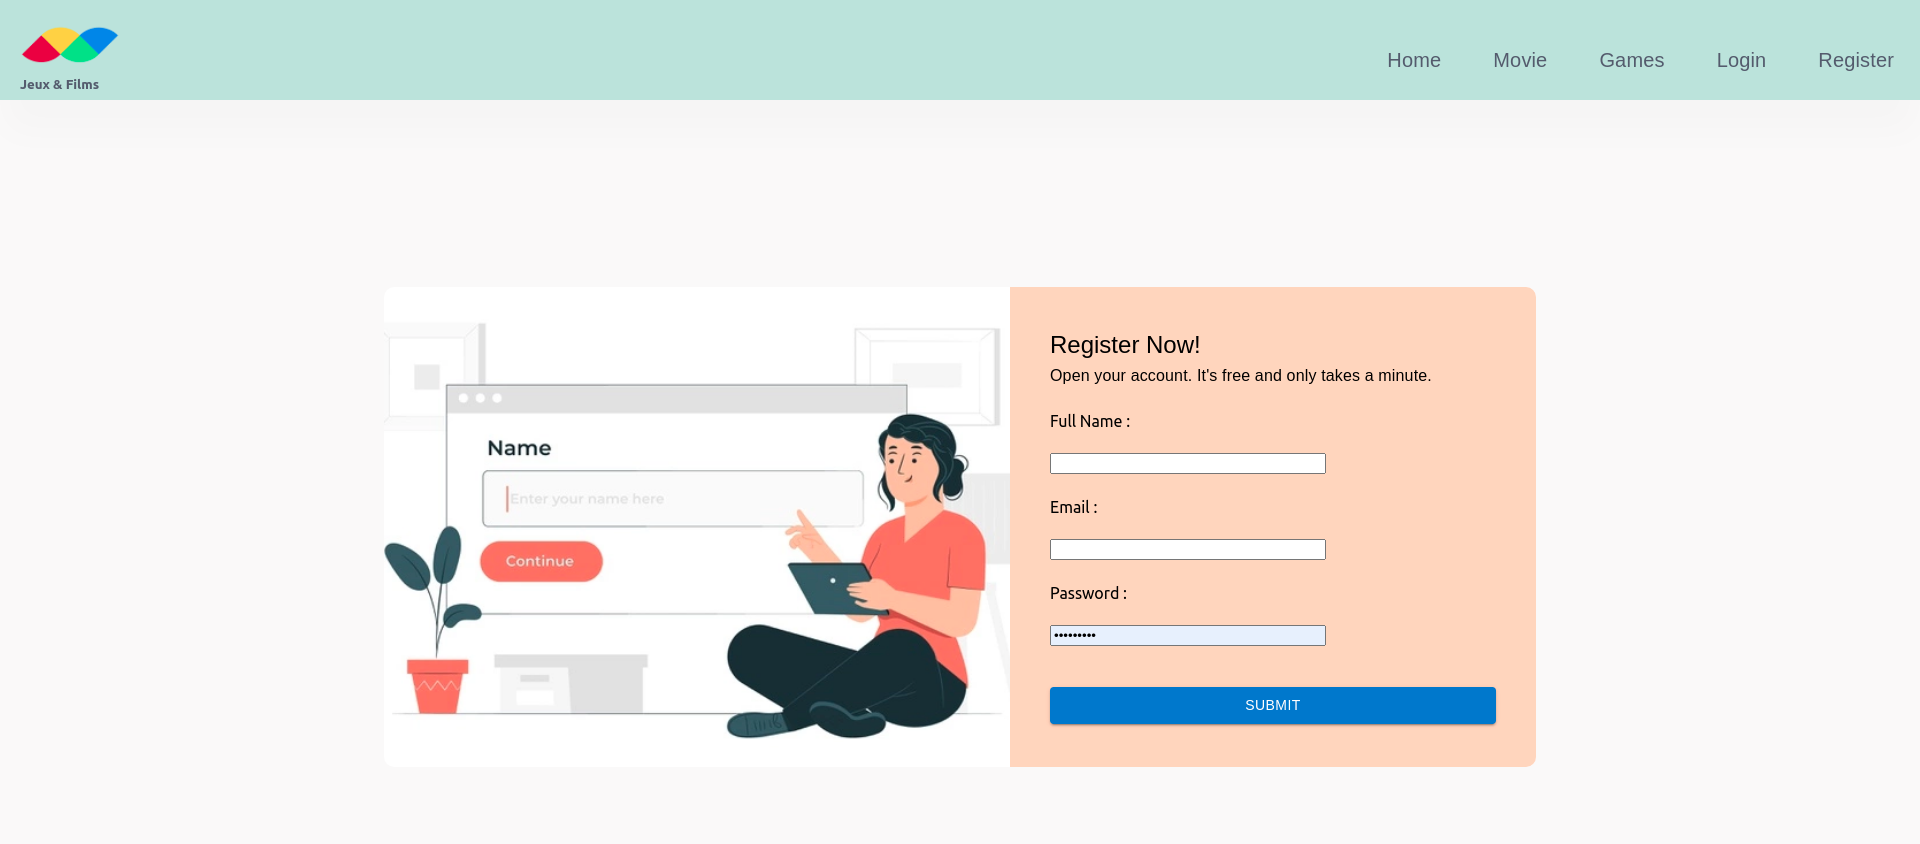 Jeux & Films
Home Movie Games Login Register
Register Now!
Open your account. It's free and only takes a minute.
Full Name :
Name
Enter your name here
Continue
Email :
Password :
•••••••••
SUBMIT